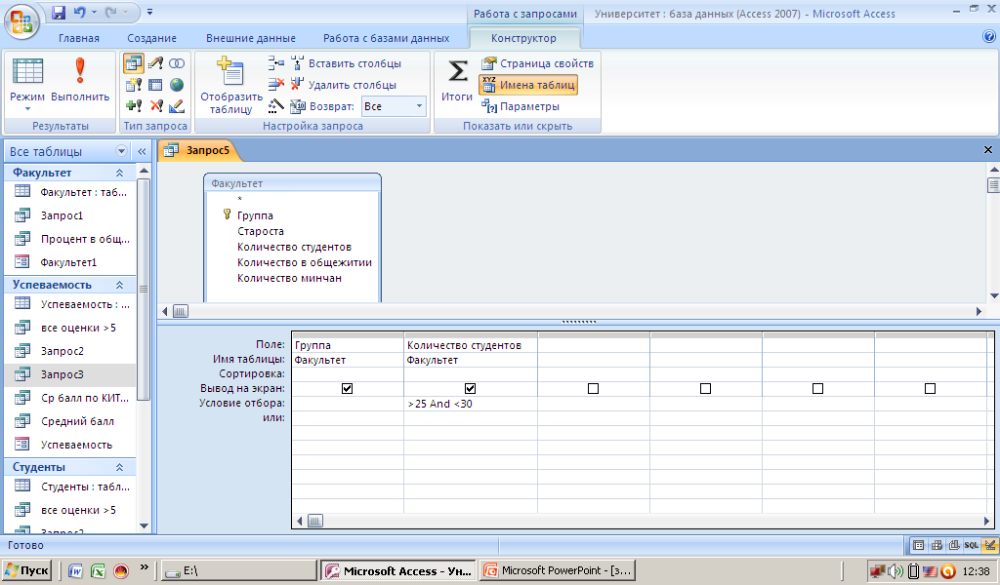 Работа с запросами
Университет : база данных (Access 2007) - Microsoft Access
Главная Создание Внешние данные Работа с базами данных Конструктор
Режим
Выполнить
Результаты
Тип запроса
Отобразить таблицу
Вставить столбцы
Удалить столбцы
Возврат: Все
Настройка запроса
Итоги
Страница свойств
XYZ
Имена таблиц
Параметры
Показать или скрыть
Все таблицы
Факультет
Факультет : таб...
Запрос1
Процент в общ...
Факультет1
Успеваемость
Успеваемость : ...
все оценки >5
Запрос2
Запрос3
Ср балл по КИТ...
Средний балл
Успеваемость
Студенты
Студенты : табл...
все оценки >5
Запрос2
Запрос5
Факультет
*
Группа
Староста
Количество студентов
Количество в общежитии
Количество минчан
Поле: Группа Количество студентов
Имя таблицы: Факультет Факультет
Сортировка:
Вывод на экран:
Условие отбора: >25 And <30
или:
Готово
SQL
Пуск
»
E:\
Microsoft Access - Ун...
Microsoft PowerPoint - [з...
12:38